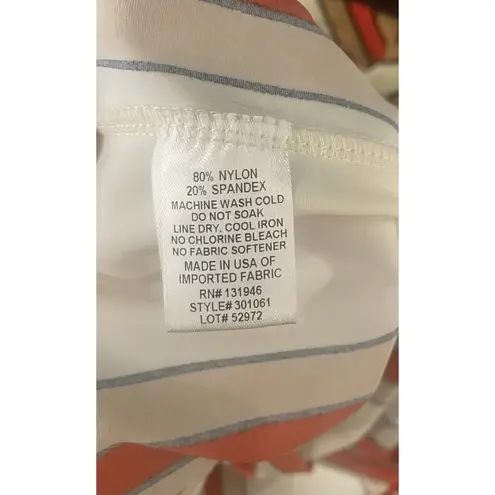 80% NYLON
20% SPANDEX
MACHINE WASH COLD
DO NOT SOAK
LINE DRY. COOL IRON
NO CHLORINE BLEACH
NO FABRIC SOFTENER
MADE IN USA OF
IMPORTED FABRIC
RN# 131946
STYLE# 301061
LOT# 52972